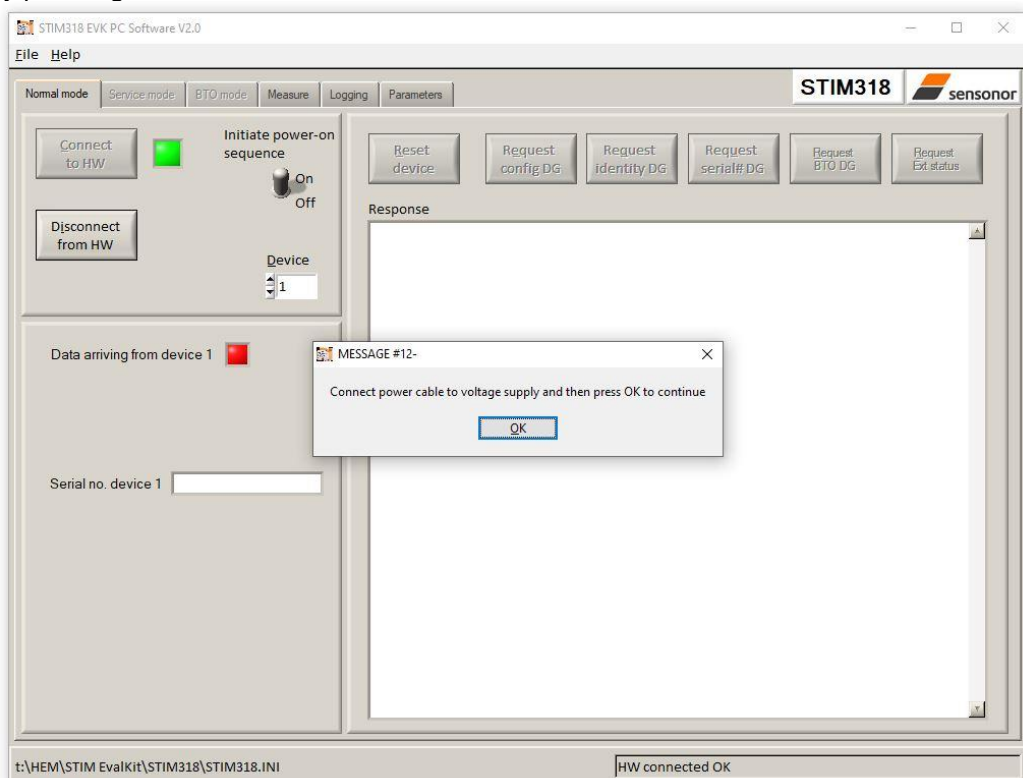 STIM318 EVK PC Software V2.0
File Help
Normal mode Service mode BTO mode Measure Logging Parameters
STIM318 sensonor
Connect
to HW
Initiate power-on
sequence
On
Off
Disconnect
from HW
Device
1
Reset
device
Request
config DG
Request
identity DG
Request
serial# DG
Request
BTO DG
Request
Ext status
Response
Data arriving from device 1
Serial no. device 1
MESSAGE #12-
Connect power cable to voltage supply and then press OK to continue
OK
t:\HEM\STIM EvalKit\STIM318\STIM318.INI
HW connected OK